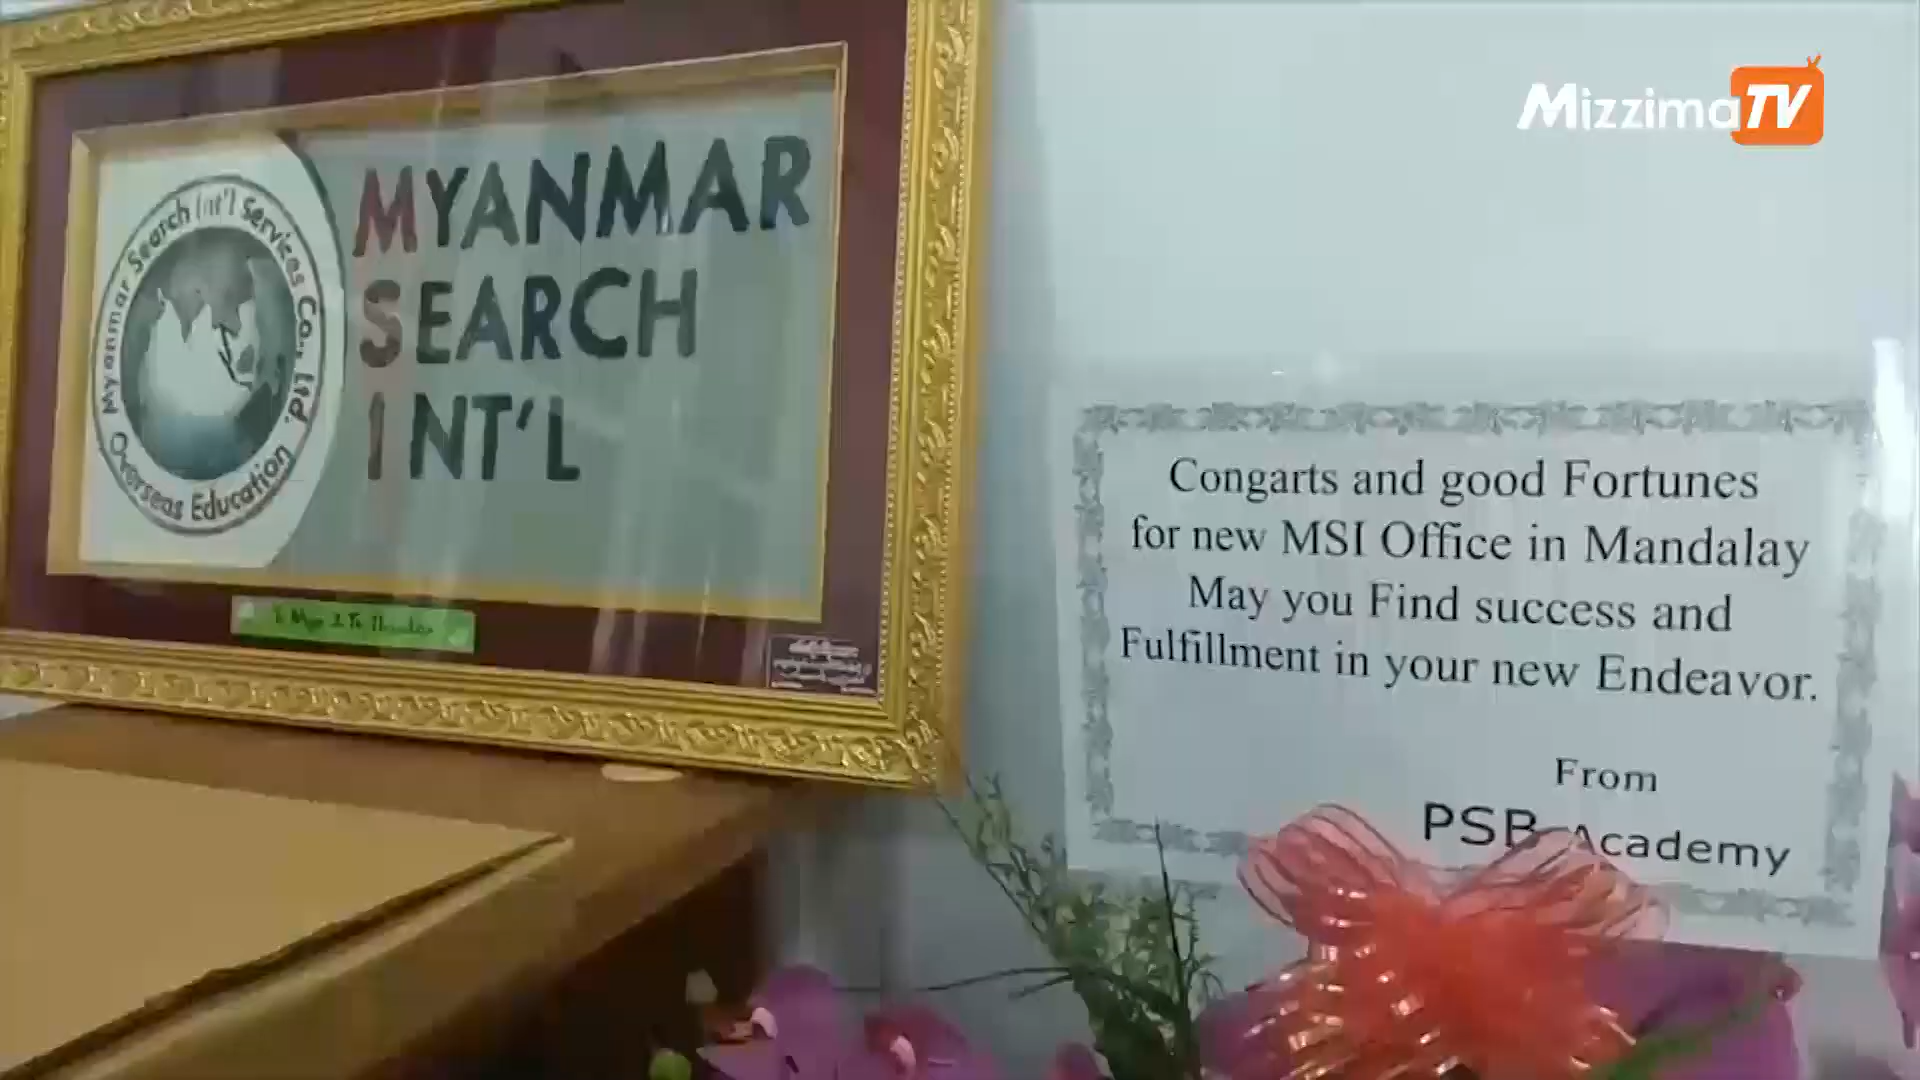 MizzimaTV
Myanmar Search Int'l Services Co., Ltd.
Overseas Education
MYANMAR
SEARCH
INT'L
Congarts and good Fortunes
for new MSI Office in Mandalay
May you Find success and
Fulfillment in your new Endeavor.
From
PSB Academy